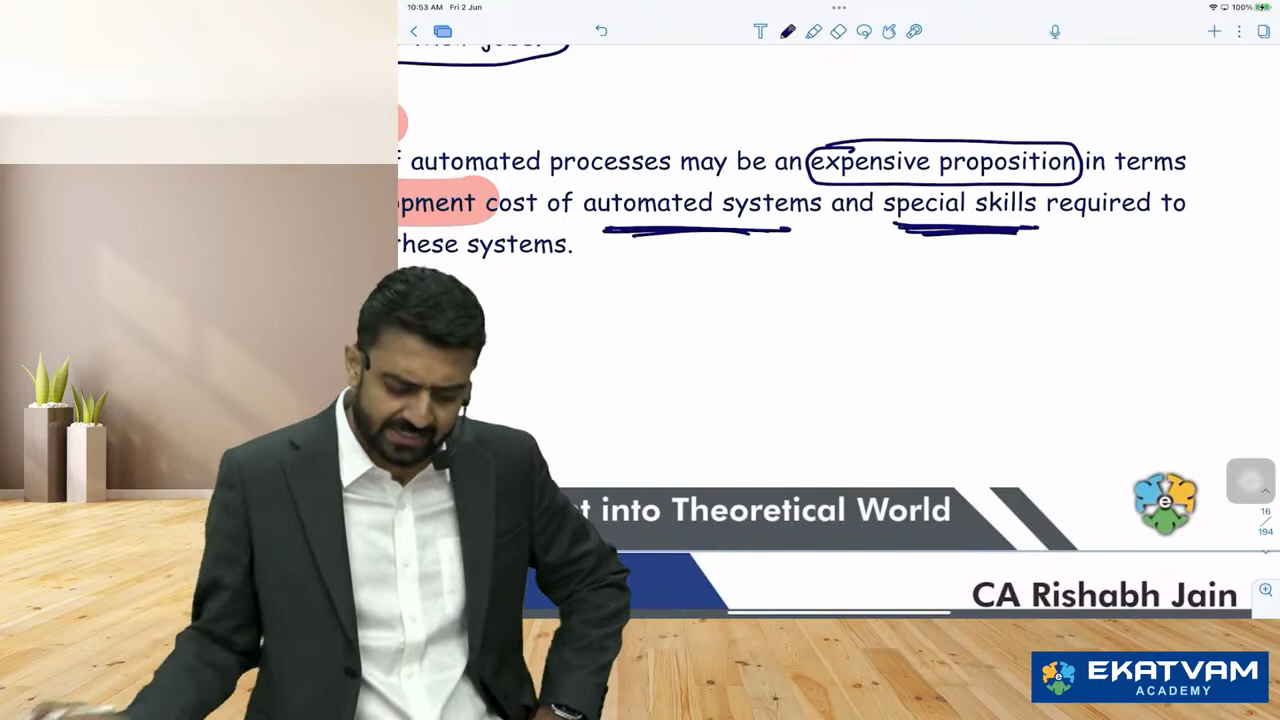 10:53 AM Fri 2 Jun
100%
automated processes may be an expensive proposition in terms
cost of automated systems and special skills required to
these systems.
16
194
into Theoretical World
CA Rishabh Jain
e
e
EKATVAM
ACADEMY